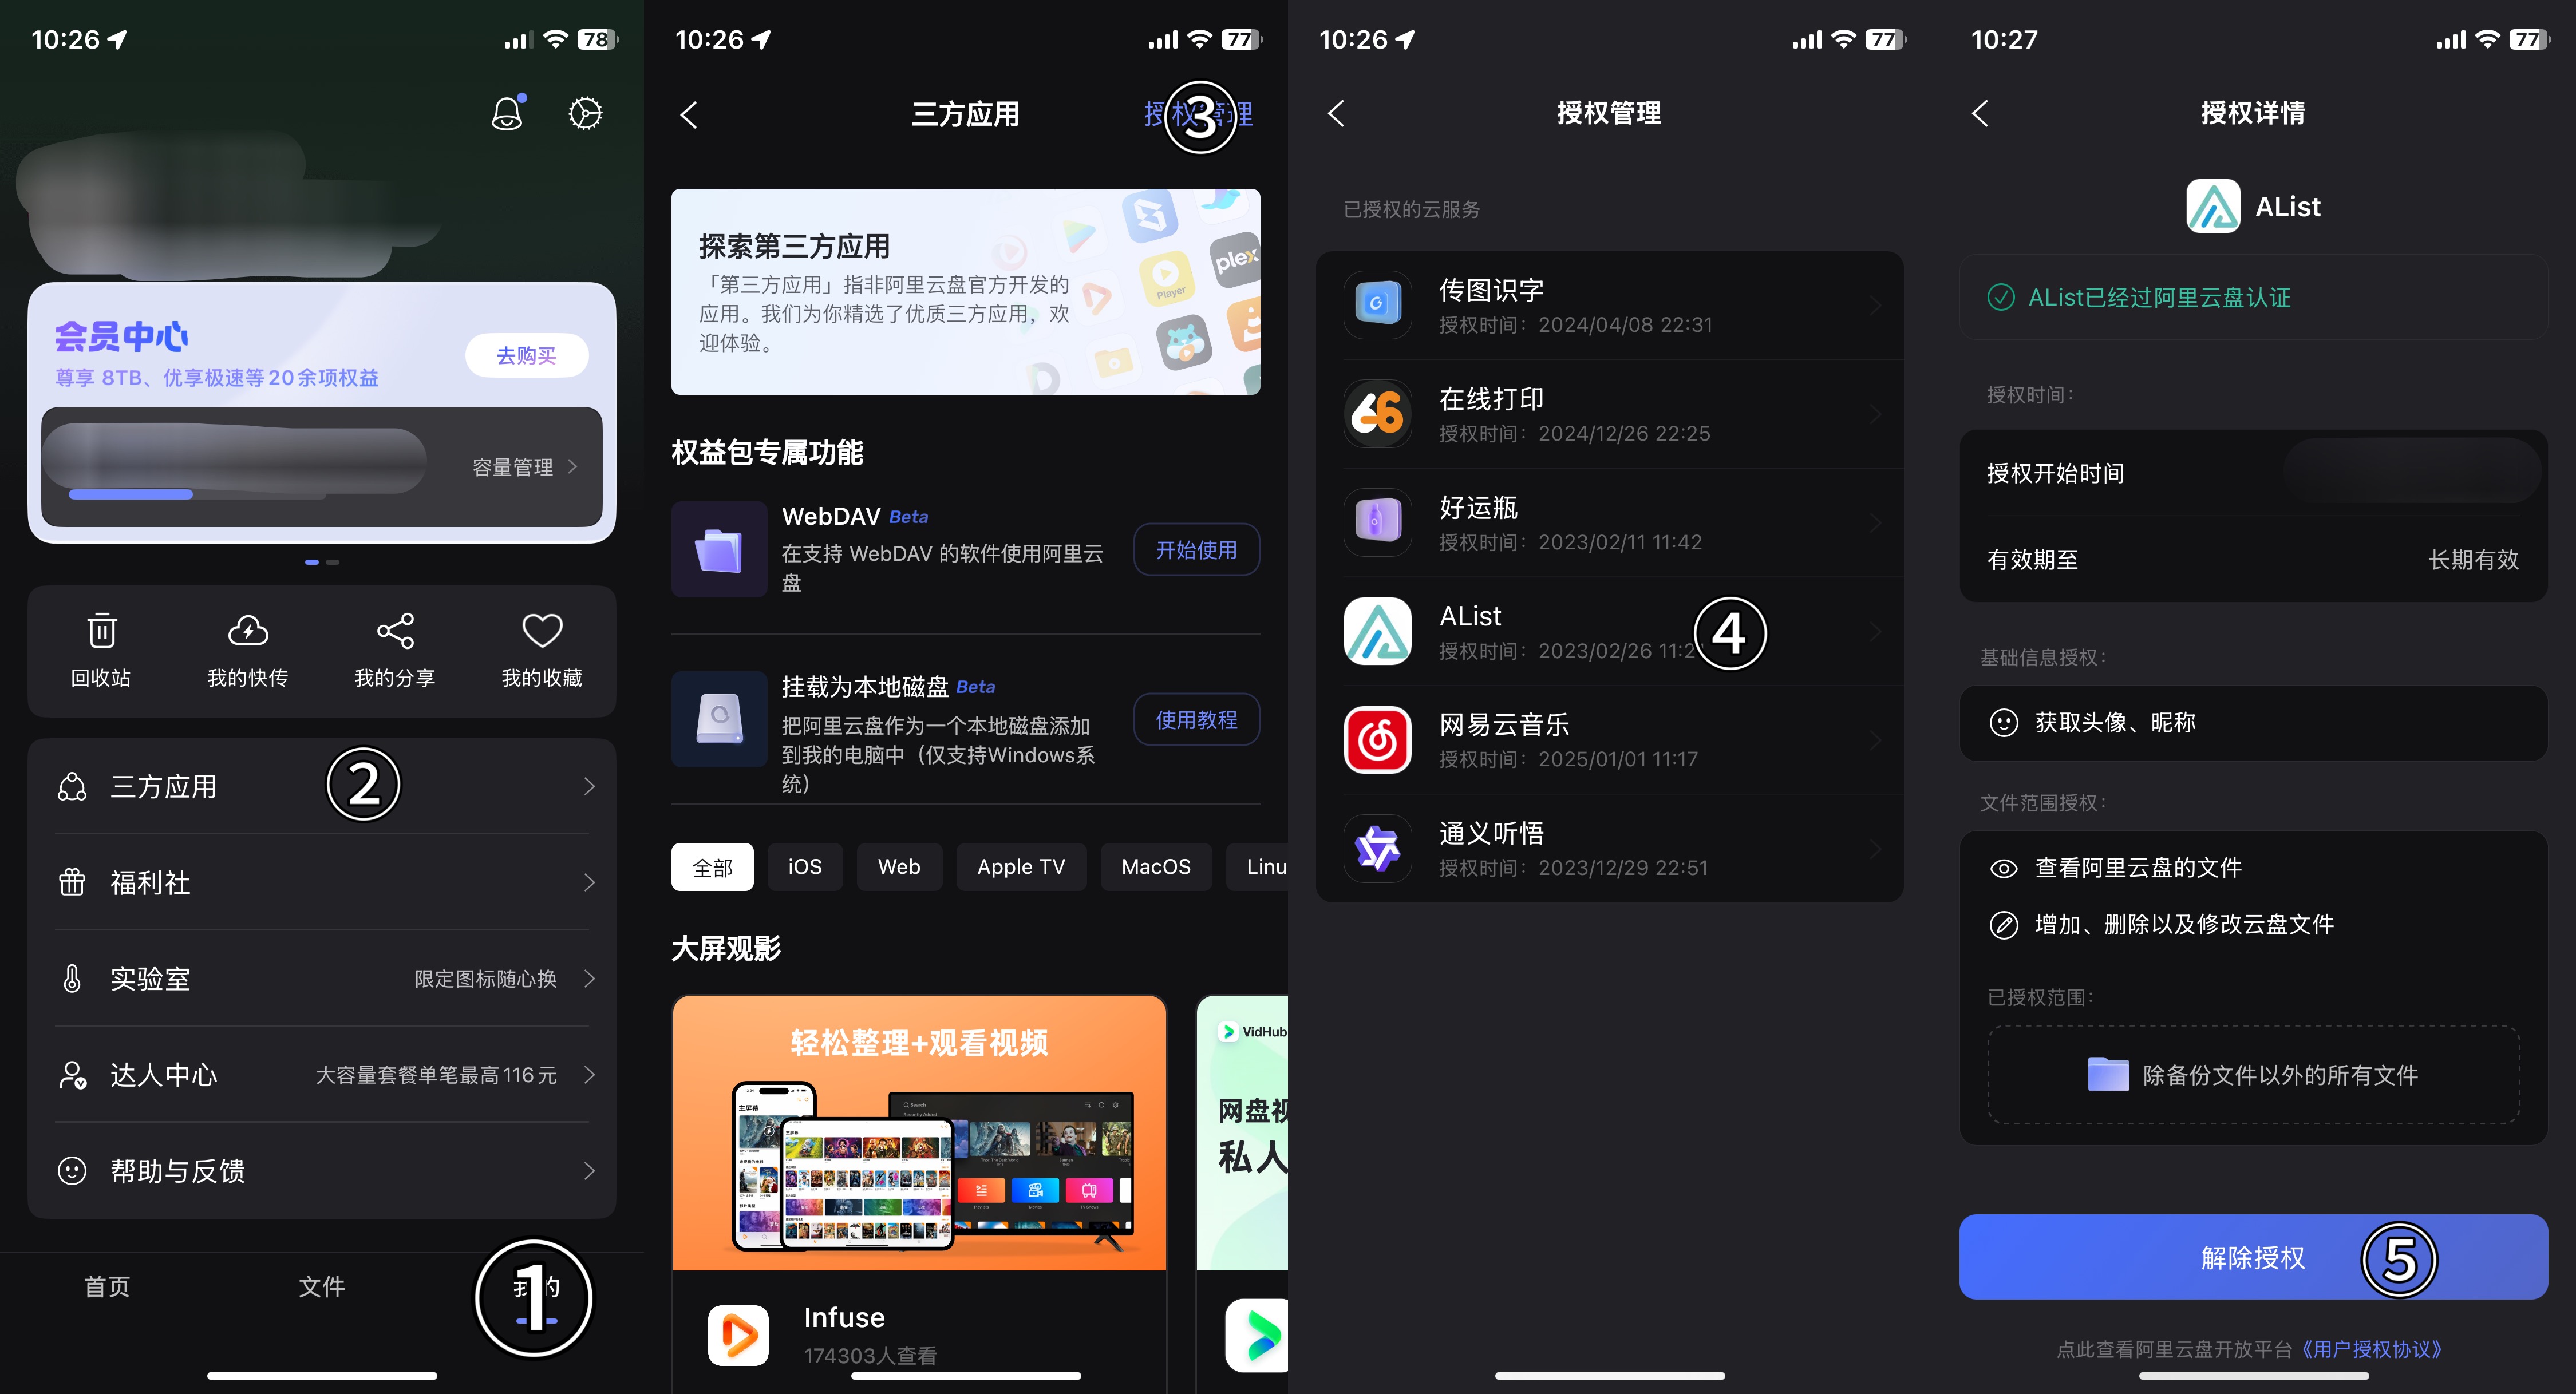 10:26
78
会员中心
去购买
尊享 8TB、优享极速等20余项权益
容量管理
回收站
我的快传
我的分享
我的收藏
三方应用
②
福利社
实验室
限定图标随心换
达人中心
大容量套餐单笔最高116元
帮助与反馈
首页
文件
我的
①
10:26
77
三方应用
授权管理
③
探索第三方应用
「第三方应用」指非阿里云盘官方开发的
应用。我们为你精选了优质三方应用，欢
迎体验。
plex
Player
权益包专属功能
WebDAV Beta
在支持 WebDAV 的软件使用阿里云
盘
开始使用
挂载为本地磁盘 Beta
把阿里云盘作为一个本地磁盘添加
到我的电脑中（仅支持Windows系
统）
使用教程
全部
iOS
Web
Apple TV
MacOS
Linu
大屏观影
轻松整理+观看视频
主屏幕
Search
VidHub
网盘视
私人
Infuse
174303人查看
10:26
77
授权管理
已授权的云服务
传图识字
授权时间：2024/04/08 22:31
在线打印
授权时间：2024/12/26 22:25
好运瓶
授权时间：2023/02/11 11:42
AList
授权时间：2023/02/26 11:2
④
网易云音乐
授权时间：2025/01/01 11:17
通义听悟
授权时间：2023/12/29 22:51
10:27
77
授权详情
AList
AList已经过阿里云盘认证
授权时间：
授权开始时间
有效期至
长期有效
基础信息授权：
获取头像、昵称
文件范围授权：
查看阿里云盘的文件
增加、删除以及修改云盘文件
已授权范围：
除备份文件以外的所有文件
解除授权
⑤
点此查看阿里云盘开放平台《用户授权协议》